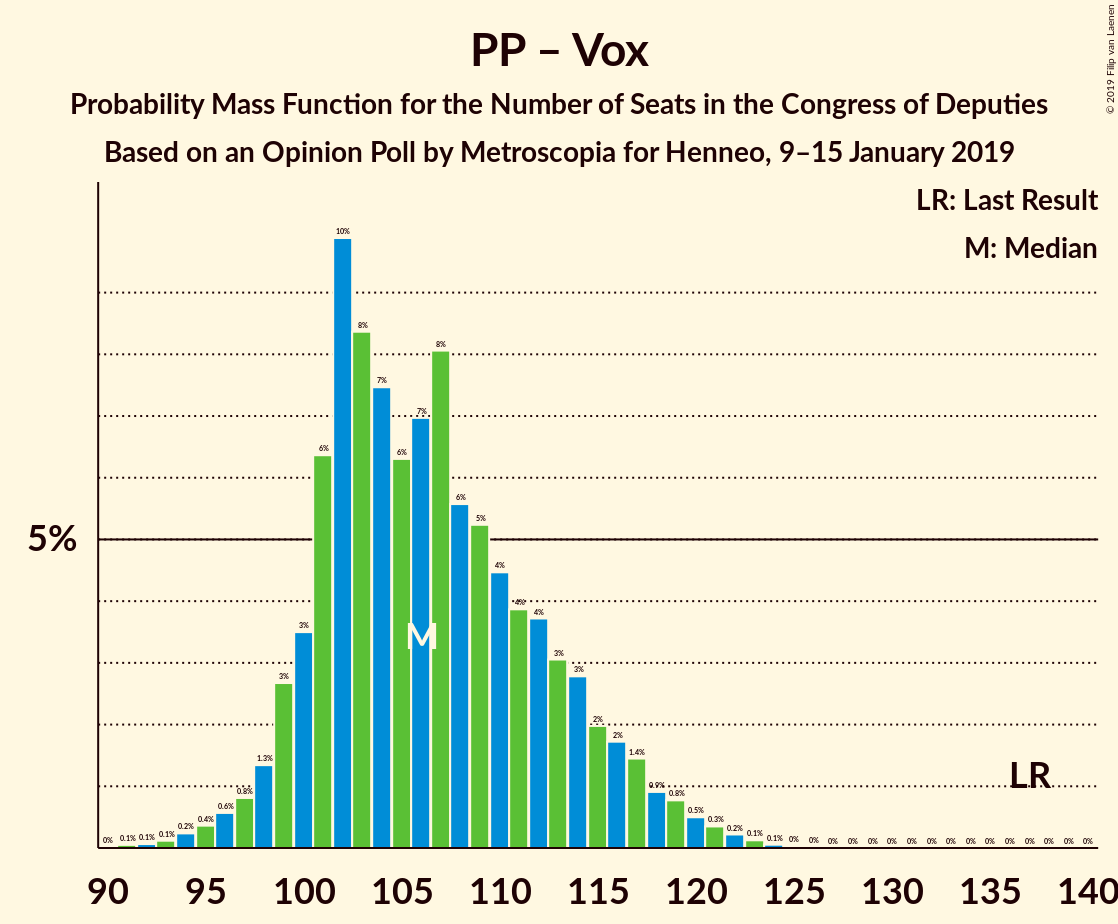 © 2019 Filip van Laenen
PP – Vox
Probability Mass Function for the Number of Seats in the Congress of Deputies
Based on an Opinion Poll by Metroscopia for Henneo, 9–15 January 2019
LR: Last Result
M: Median
5%
0% 0.1% 0.1% 0.1% 0.2% 0.4% 0.6% 0.8% 1.3% 3% 3% 6% 10% 8% 7% 6% 7% 8% 6% 5% 4% 4% 4% 3% 3% 2% 2% 1.4% 0.9% 0.8% 0.5% 0.3% 0.2% 0.1% 0.1% 0% 0% 0% 0% 0% 0% 0% 0% 0% 0% 0% 0% 0% 0% 0% 0%
M
LR
90 95 100 105 110 115 120 125 130 135 140